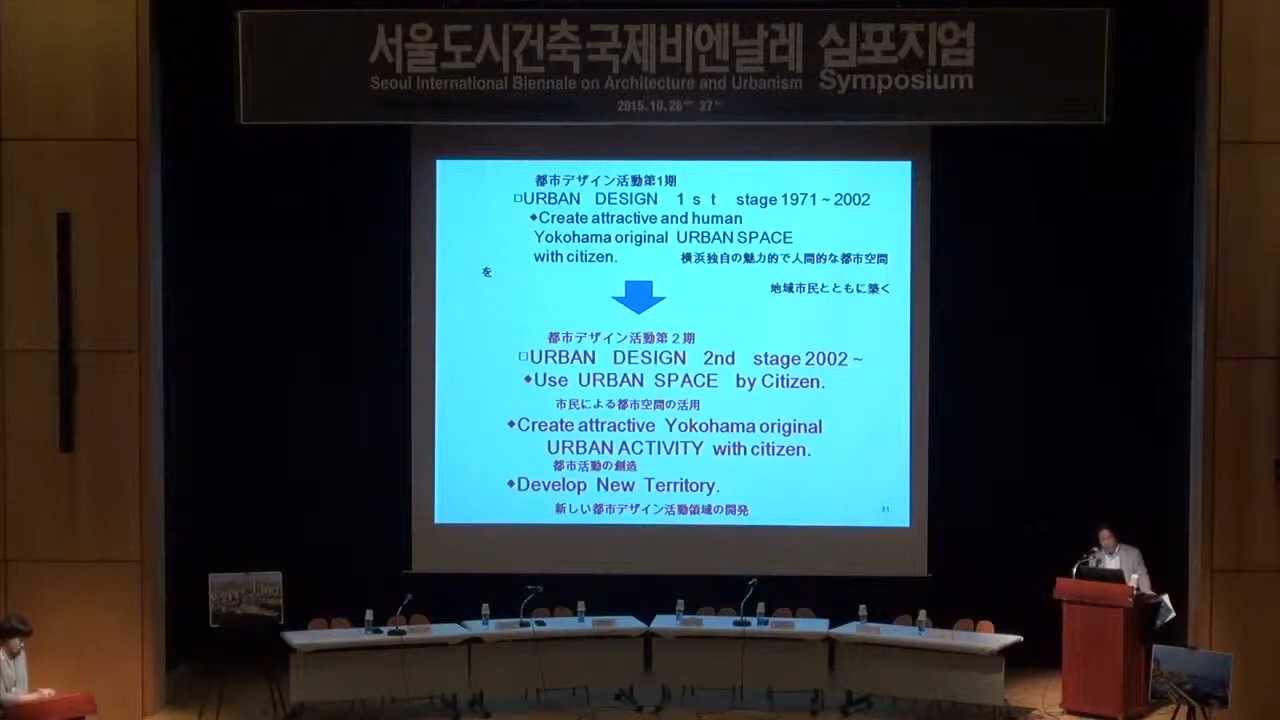 서울도시건축국제비엔날레 심포지엄
Seoul International Biennale on Architecture and Urbanism Symposium
2015.10.26 27
都市デザイン活動第1期
□URBAN DESIGN 1 s t stage 1971 ~ 2002
◆Create attractive and human
Yokohama original URBAN SPACE
with citizen. 横浜独自の魅力的で人間的な都市空間
を
地域市民とともに築く
都市デザイン活動第２期
□URBAN DESIGN 2nd stage 2002 ~
◆Use URBAN SPACE by Citizen.
市民による都市空間の活用
◆Create attractive Yokohama original
URBAN ACTIVITY with citizen.
都市活動の創造
◆Develop New Territory.
新しい都市デザイン活動領域の開発
51